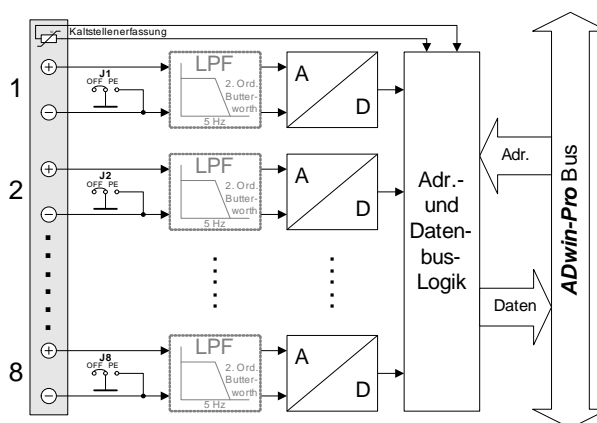 Kaltstellenerfassung
1
+
−
J1
OFF PE
LPF
2. Ord.
Butter-
worth
5 Hz
A
D
2
+
−
J2
OFF PE
LPF
2. Ord.
Butter-
worth
5 Hz
A
D
8
+
−
J8
OFF PE
LPF
2. Ord.
Butter-
worth
5 Hz
A
D
Adr.-
und
Daten-
bus-
Logik
Adr.
Daten
ADwin-Pro Bus